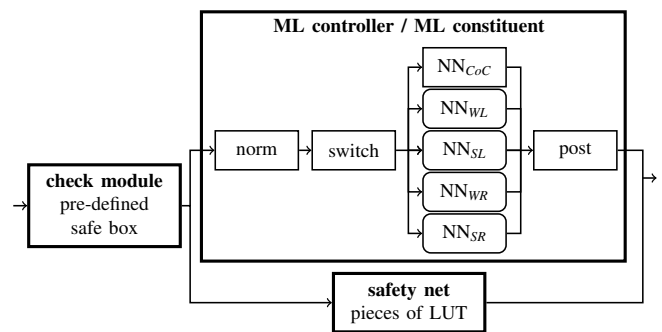 ML controller / ML constituent
NN_CoC
NN_WL
norm
switch
NN_SL
post
check module
pre-defined
safe box
NN_WR
NN_SR
safety net
pieces of LUT